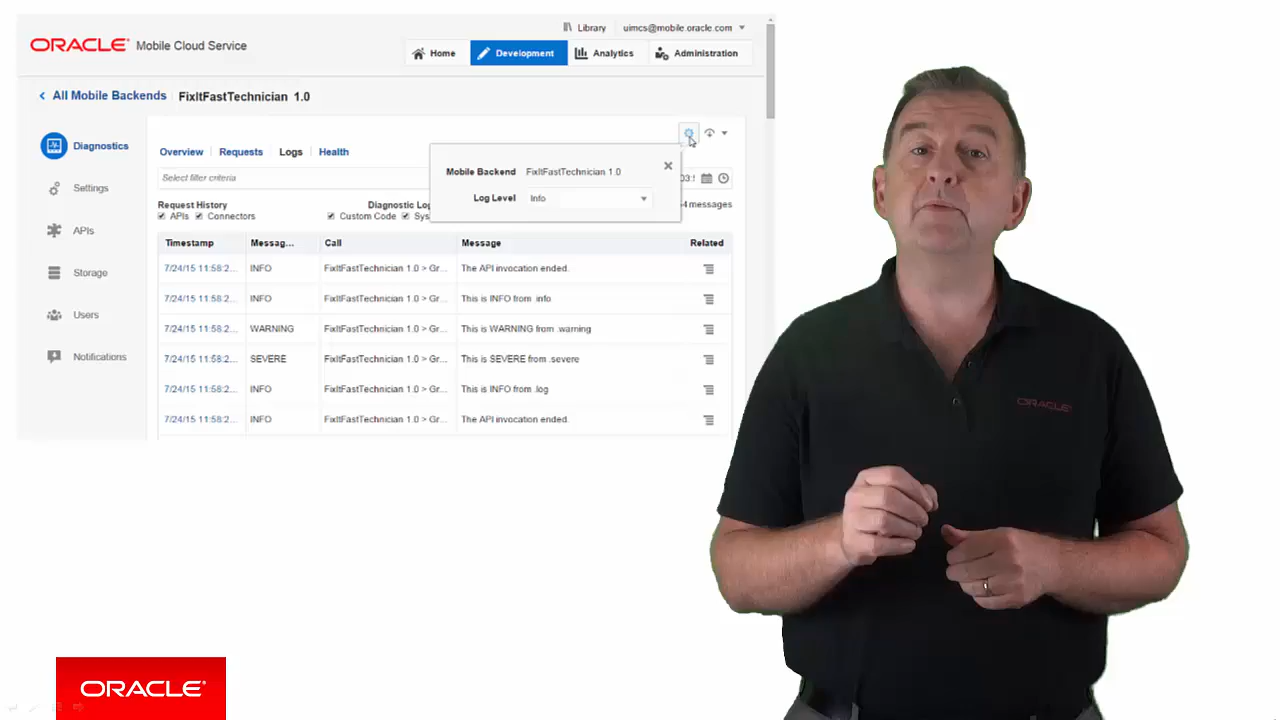 Library uimcs@mobile.oracle.com
ORACLE® Mobile Cloud Service
Home Development Analytics Administration
All Mobile Backends FixItFastTechnician 1.0
Diagnostics
Settings
APIs
Storage
Users
Notifications
Overview Requests Logs Health
Select filter criteria
Mobile Backend FixItFastTechnician 1.0
Log Level Info
Request History
APIs Connectors
Diagnostic Log
Custom Code Sys
messages
Timestamp Messag... Call Message Related
7/24/15 11:58:2... INFO FixItFastTechnician 1.0 > Gr... The API invocation ended.
7/24/15 11:58:2... INFO FixItFastTechnician 1.0 > Gr... This is INFO from .info
7/24/15 11:58:2... WARNING FixItFastTechnician 1.0 > Gr... This is WARNING from .warning
7/24/15 11:58:2... SEVERE FixItFastTechnician 1.0 > Gr... This is SEVERE from .severe
7/24/15 11:58:2... INFO FixItFastTechnician 1.0 > Gr... This is INFO from .log
7/24/15 11:58:2... INFO FixItFastTechnician 1.0 > Gr... The API invocation ended.
ORACLE
ORACLE®